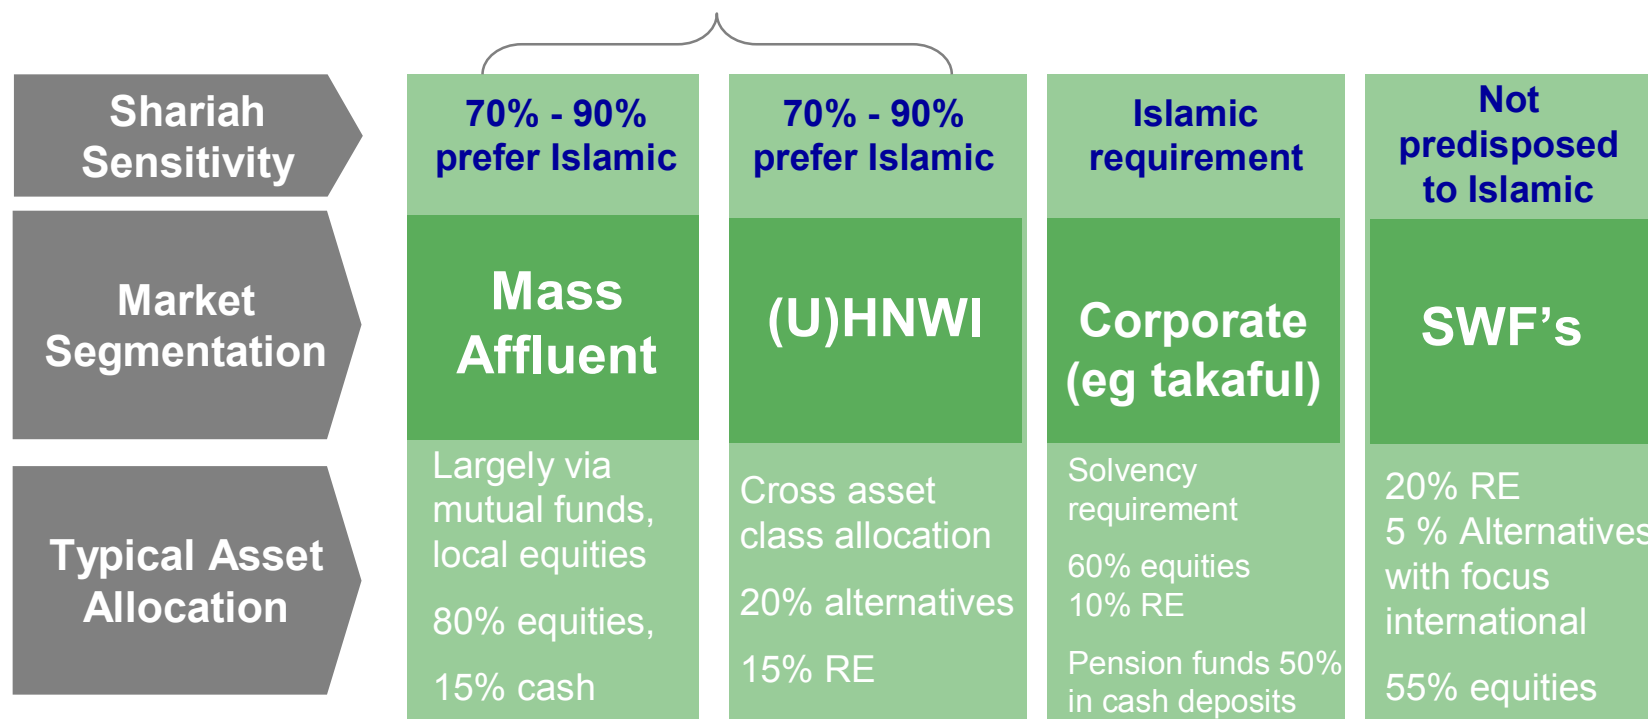 Shariah
Sensitivity
70% - 90%
prefer Islamic
70% - 90%
prefer Islamic
Islamic
requirement
Not
predisposed
to Islamic
Market
Segmentation
Mass
Affluent
(U)HNWI
Corporate
(eg takaful)
SWF’s
Typical Asset
Allocation
Largely via
mutual funds,
local equities
80% equities,
15% cash
Cross asset
class allocation
20% alternatives
15% RE
Solvency
requirement
60% equities
10% RE
Pension funds 50%
in cash deposits
20% RE
5 % Alternatives
with focus
international
55% equities